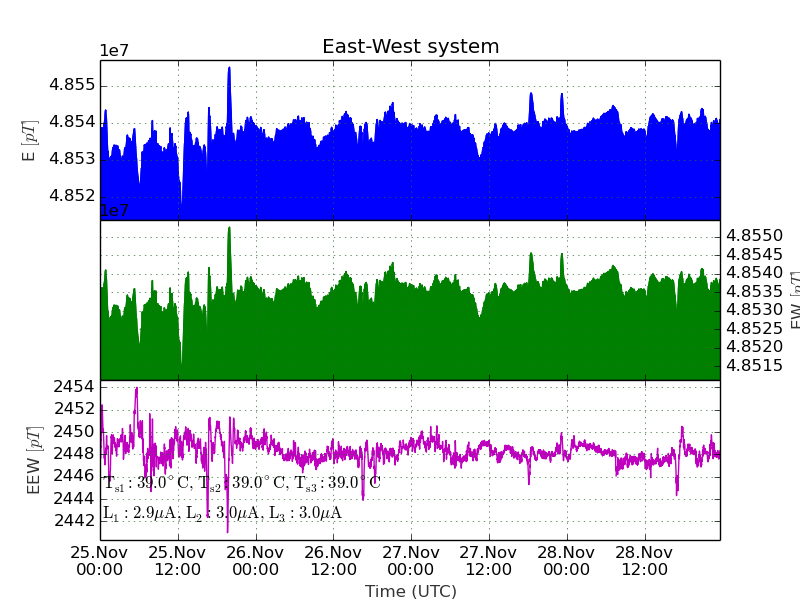 East-West system
1e7
4.855
4.854
4.853
4.852
E [pT]
1e7
4.8550
4.8545
4.8540
4.8535
4.8530
4.8525
4.8520
4.8515
EW [pT]
2454
2452
2450
2448
2446
2444
2442
EEW [pT]
T_s1 : 39.0°C, T_s2 : 39.0°C, T_s3 : 39.0°C
L_1 : 2.9μA, L_2 : 3.0μA, L_3 : 3.0μA
25.Nov 25.Nov 26.Nov 26.Nov 27.Nov 27.Nov 28.Nov 28.Nov
00:00 12:00 00:00 12:00 00:00 12:00 00:00 12:00
Time (UTC)